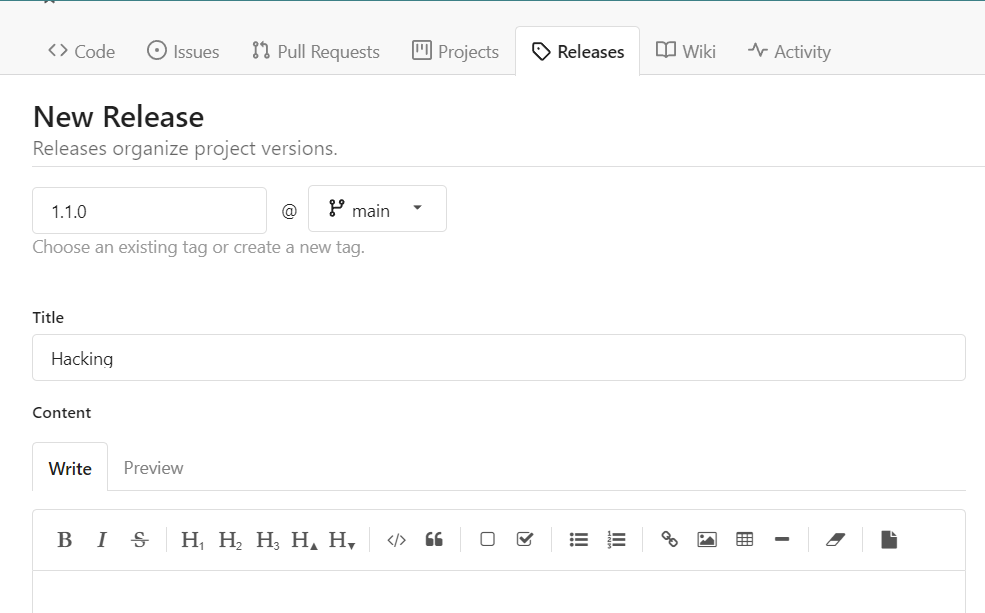 Code Issues Pull Requests Projects Releases Wiki Activity
New Release
Releases organize project versions.
1.1.0 @ main
Choose an existing tag or create a new tag.
Title
Hacking
Content
Write Preview
B I S H1 H2 H3 H▲ H▼